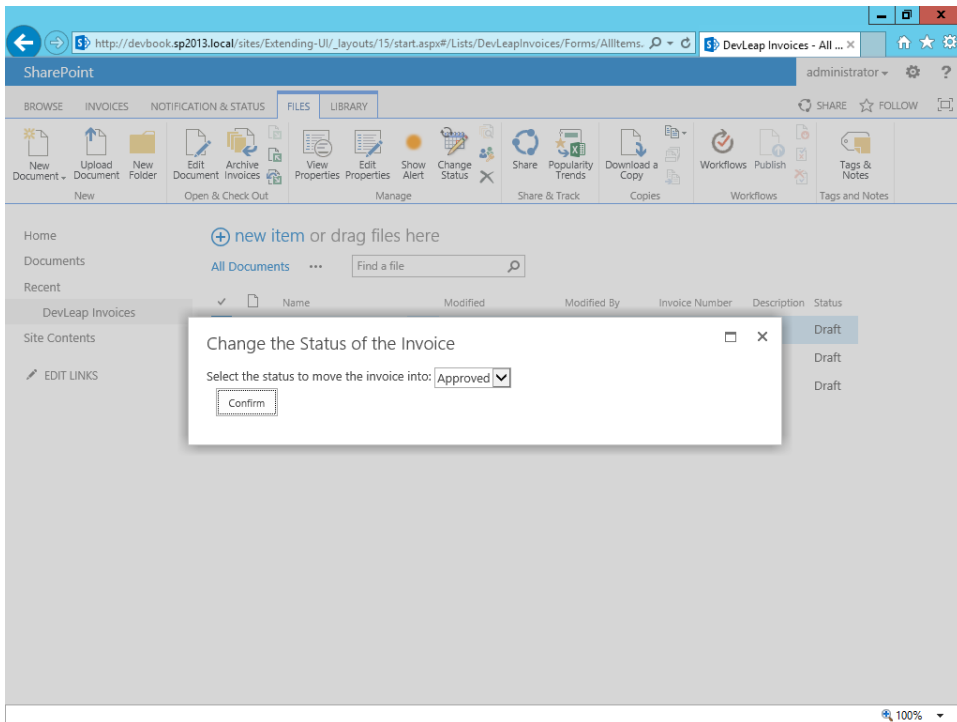 http://devbook.sp2013.local/sites/Extending-UI/_layouts/15/start.aspx#/Lists/DevLeapInvoices/Forms/AllItems.
DevLeap Invoices - All ...
SharePoint
administrator
?
BROWSE INVOICES NOTIFICATION & STATUS FILES LIBRARY
SHARE FOLLOW
New Document
Upload Document
New Folder
Edit Document
Archive Invoices
View Properties
Edit Properties
Show Alert
Change Status
Share
Popularity Trends
Download a Copy
Workflows
Publish
Tags & Notes
New
Open & Check Out
Manage
Share & Track
Copies
Workflows
Tags and Notes
Home
Documents
Recent
DevLeap Invoices
Site Contents
EDIT LINKS
new item or drag files here
All Documents ... Find a file
Name Modified Modified By Invoice Number Description Status
Draft
Draft
Draft
Change the Status of the Invoice
Select the status to move the invoice into: Approved
Confirm
100%